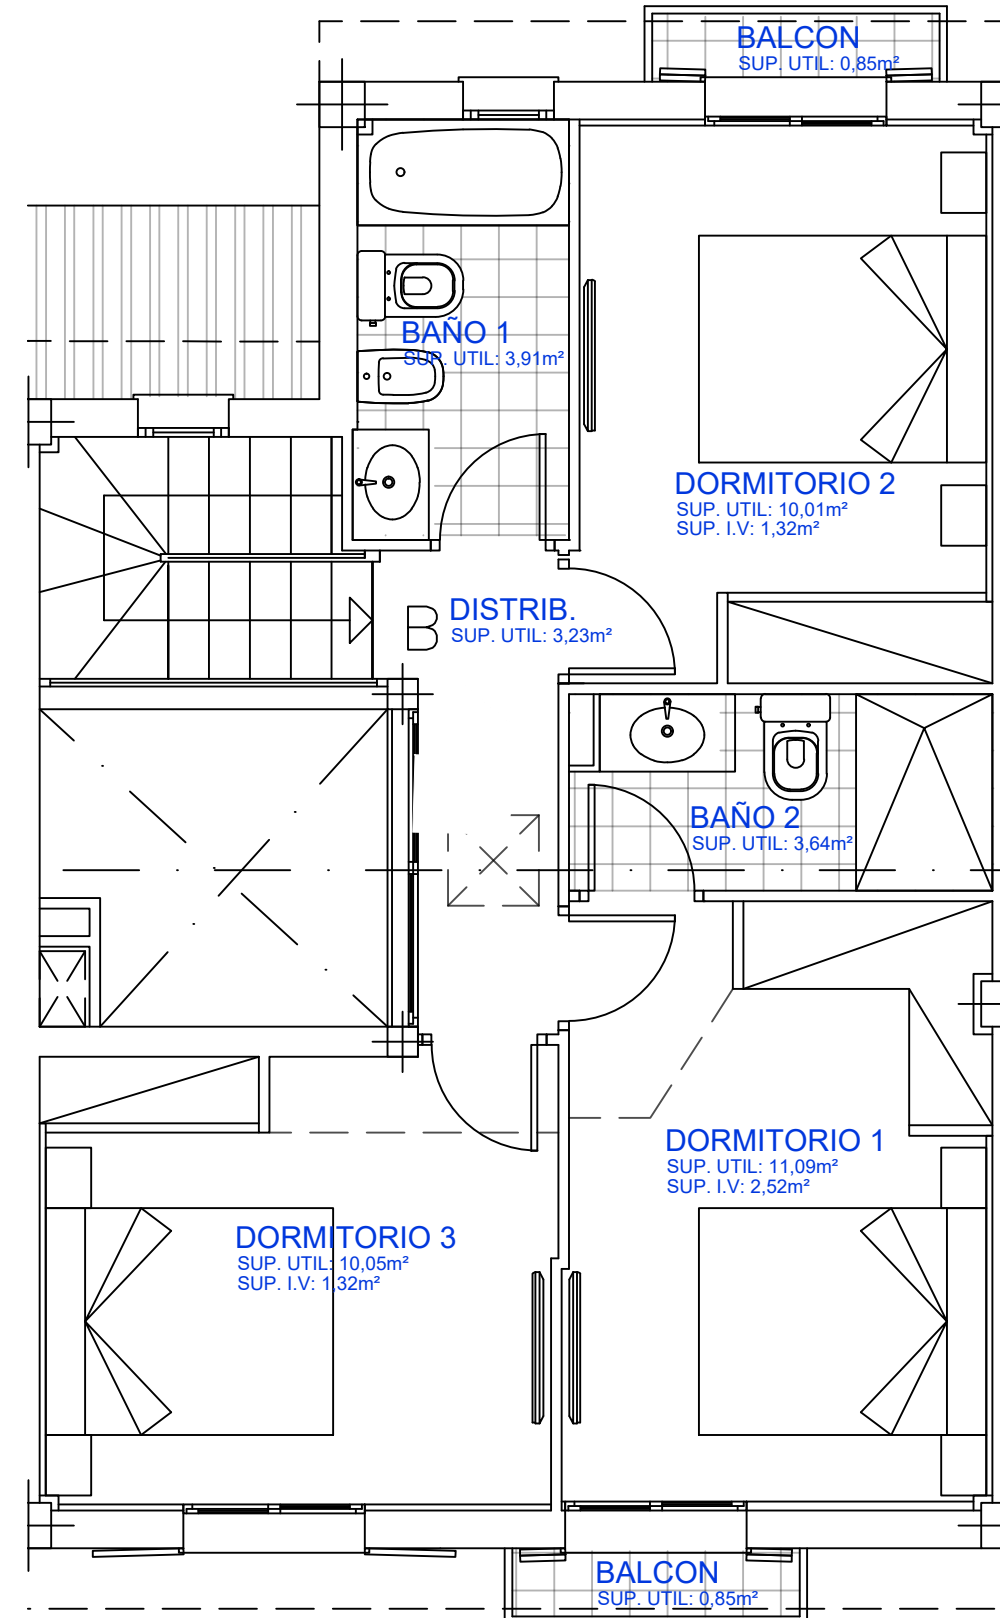 BALCON
SUP. UTIL: 0,85m²
BAÑO 1
SUP. UTIL: 3,91m²
DORMITORIO 2
SUP. UTIL: 10,01m²
SUP. I.V: 1,32m²
B
DISTRIB.
SUP. UTIL: 3,23m²
BAÑO 2
SUP. UTIL: 3,64m²
DORMITORIO 1
SUP. UTIL: 11,09m²
SUP. I.V: 2,52m²
DORMITORIO 3
SUP. UTIL: 10,05m²
SUP. I.V: 1,32m²
BALCON
SUP. UTIL: 0,85m²